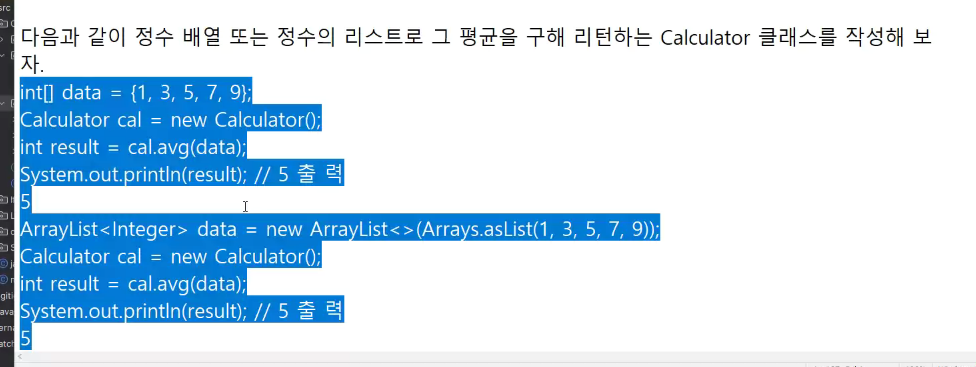 다음과 같이 정수 배열 또는 정수의 리스트로 그 평균을 구해 리턴하는 Calculator 클래스를 작성해 보
자.
int[] data = {1, 3, 5, 7, 9};
Calculator cal = new Calculator();
int result = cal.avg(data);
System.out.println(result); // 5 출 력
5
ArrayList<Integer> data = new ArrayList<>(Arrays.asList(1, 3, 5, 7, 9));
Calculator cal = new Calculator();
int result = cal.avg(data);
System.out.println(result); // 5 출 력
5